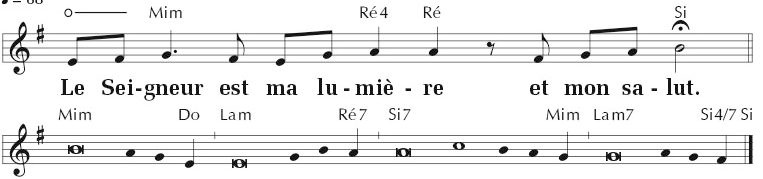 Mim Ré4 Ré Si
Le Sei-gneur est ma lu-miè-re et mon sa-lut.
Mim Do Lam Ré7 Si7 Mim Lam7 Si4/7 Si